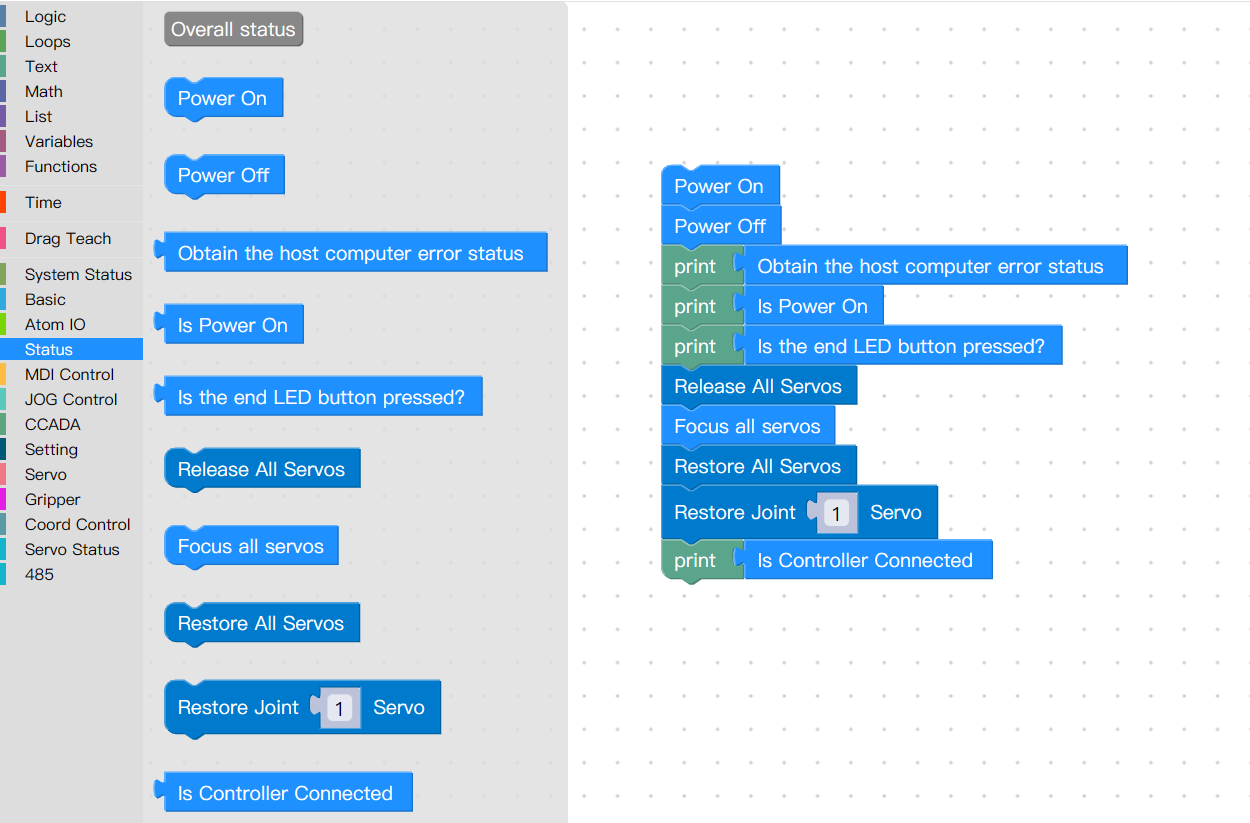 Logic
Loops
Text
Math
List
Variables
Functions
Time
Drag Teach
System Status
Basic
Atom IO
Status
MDI Control
JOG Control
CCADA
Setting
Servo
Gripper
Coord Control
Servo Status
485
Overall status
Power On
Power Off
Obtain the host computer error status
Is Power On
Is the end LED button pressed?
Release All Servos
Focus all servos
Restore All Servos
Restore Joint 1 Servo
Is Controller Connected
Power On
Power Off
print Obtain the host computer error status
print Is Power On
print Is the end LED button pressed?
Release All Servos
Focus all servos
Restore All Servos
Restore Joint 1 Servo
print Is Controller Connected